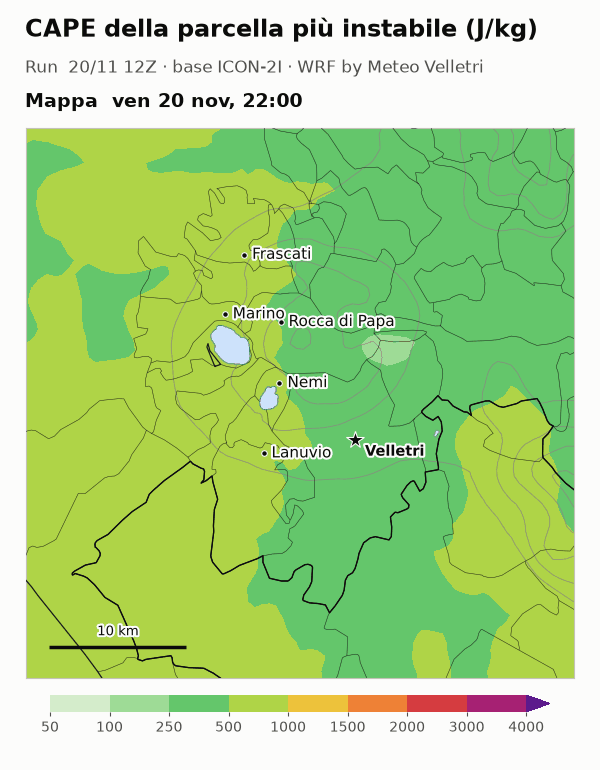 CAPE della parcella più instabile (J/kg)
Run 20/11 12Z · base ICON-2I · WRF by Meteo Velletri
Mappa ven 20 nov, 22:00
Frascati
Marino
Rocca di Papa
Nemi
Velletri
Lanuvio
10 km
50 100 250 500 1000 1500 2000 3000 4000